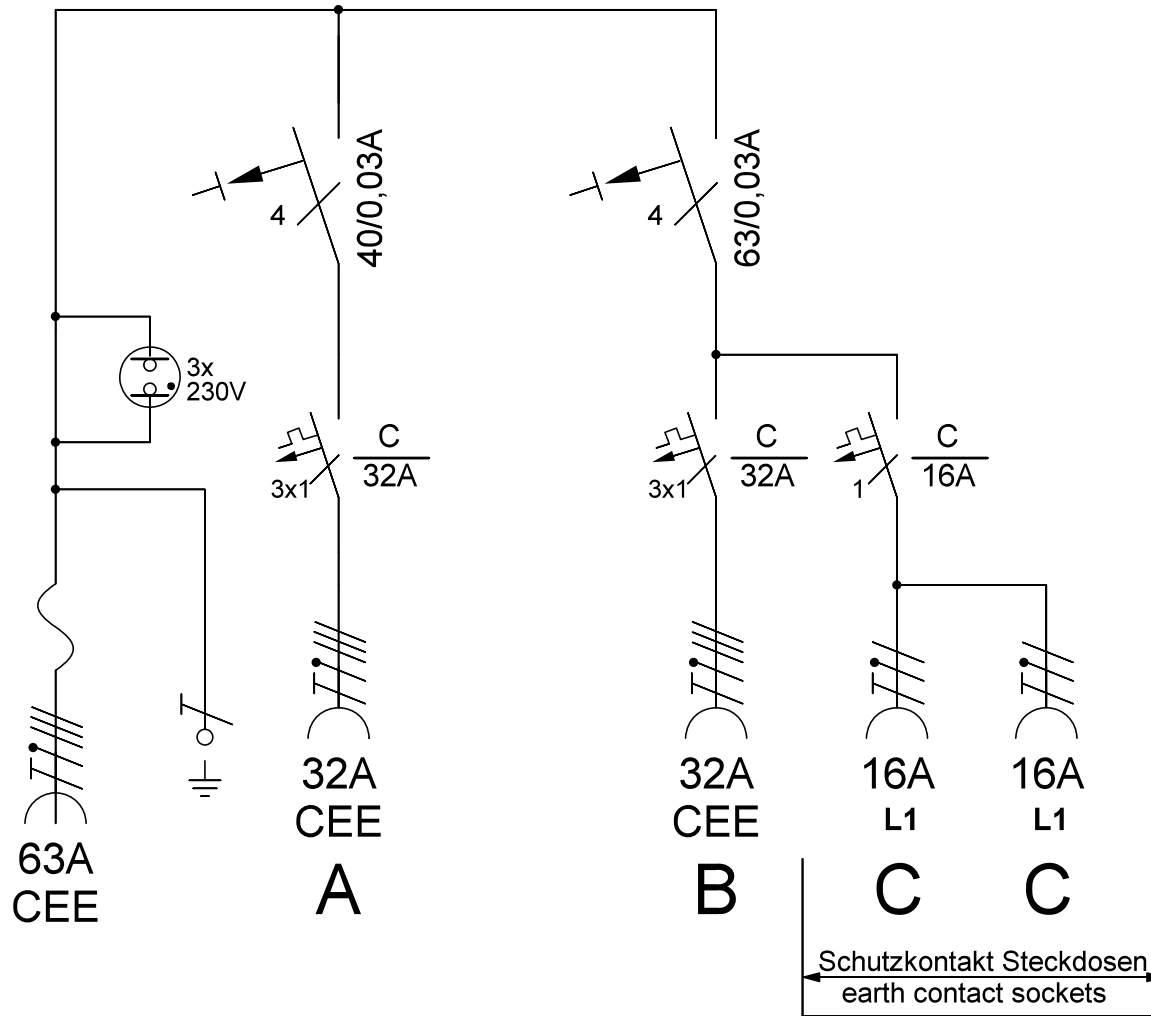 40/0,03A
63/0,03A
4
4
3x
230V
C
32A
3x1
C
32A
3x1
C
16A
1
63A
CEE
32A
CEE
A
32A
CEE
B
16A
L1
C
16A
L1
C
Schutzkontakt Steckdosen
earth contact sockets